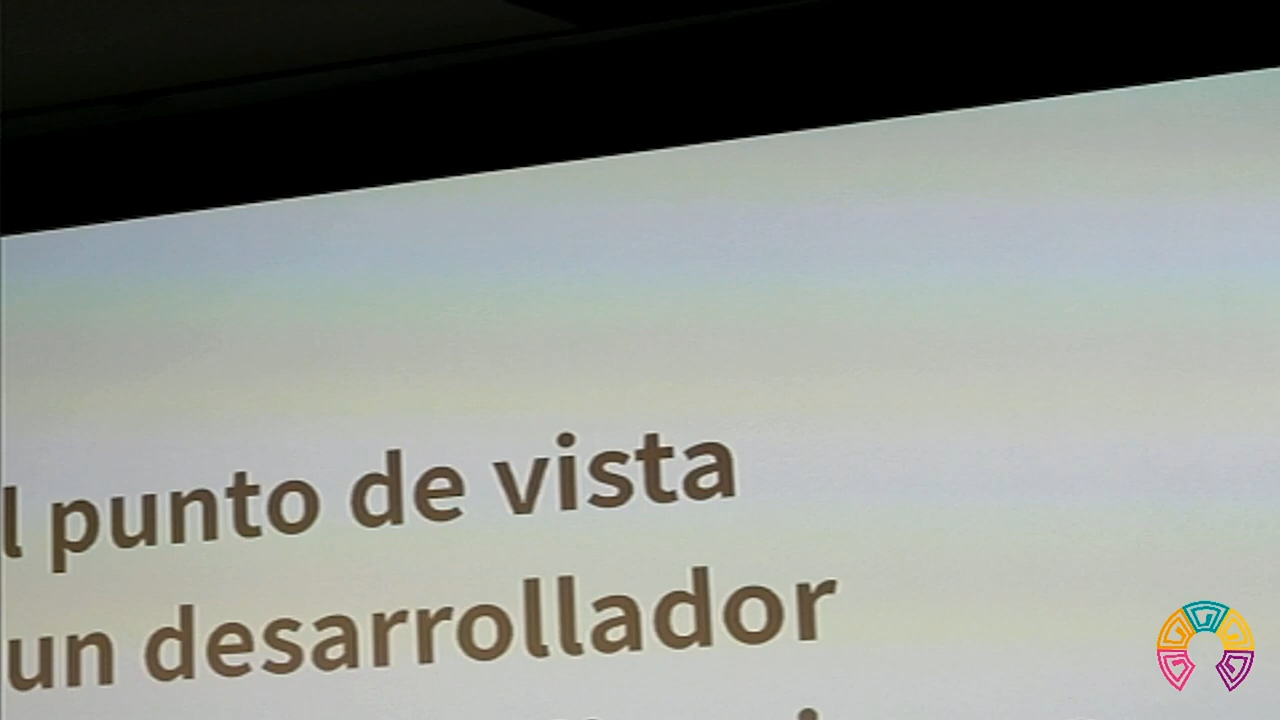 l punto de vista
un desarrollador